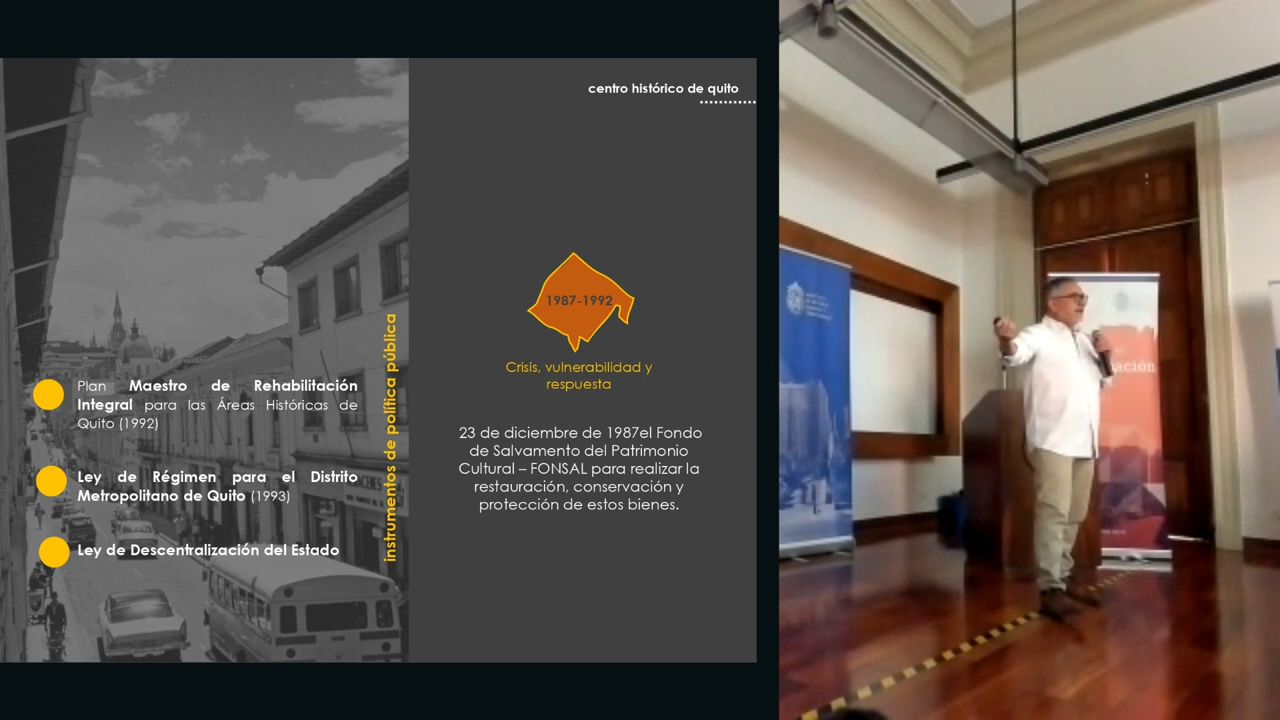 centro histórico de quito
Plan Maestro de Rehabilitación
Integral para las Áreas Históricas de
Quito (1992)
Ley de Régimen para el Distrito
Metropolitano de Quito (1993)
Ley de Descentralización del Estado
instrumentos de política pública
1987-1992
Crisis, vulnerabilidad y
respuesta
23 de diciembre de 1987el Fondo
de Salvamento del Patrimonio
Cultural – FONSAL para realizar la
restauración, conservación y
protección de estos bienes.